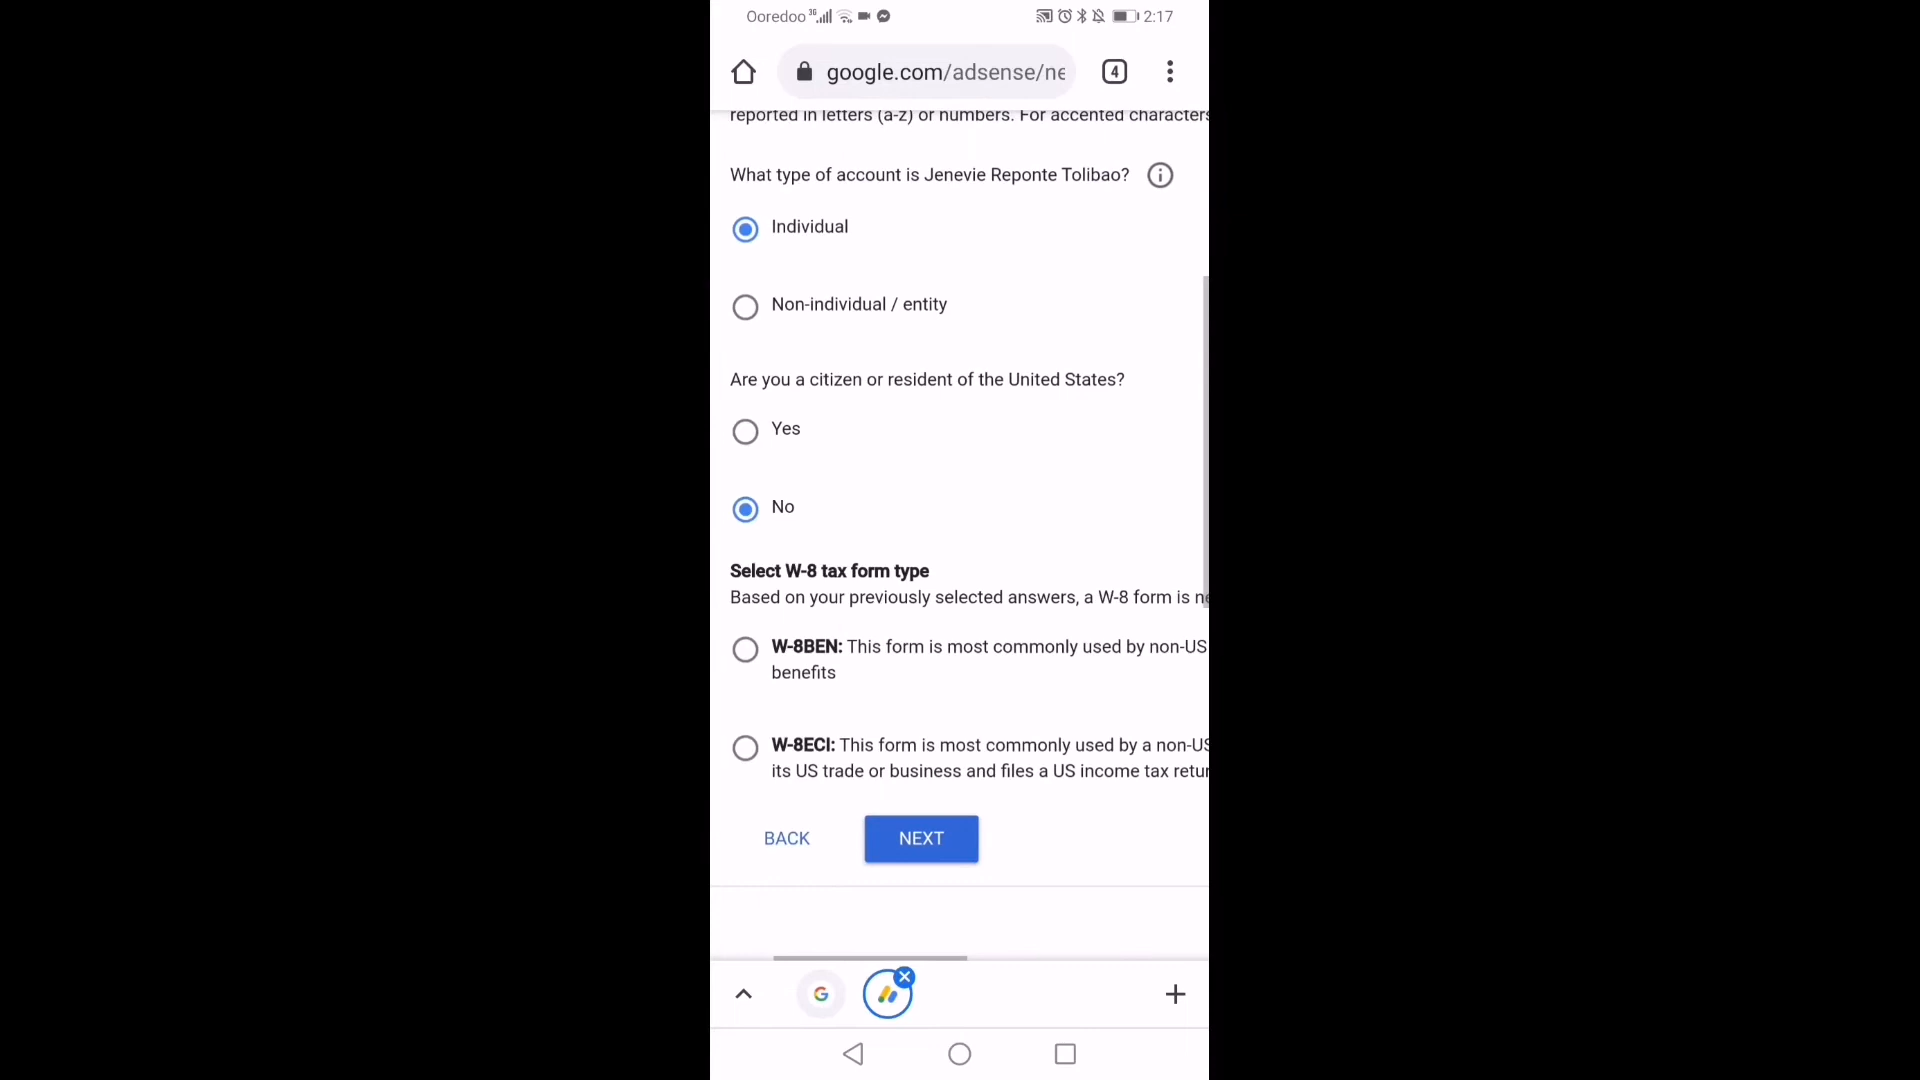 Ooredoo 3G 2:17
google.com/adsense/ne 4
reported in letters (a-z) or numbers. For accented characters
What type of account is Jenevie Reponte Tolibao?
Individual
Non-individual / entity
Are you a citizen or resident of the United States?
Yes
No
Select W-8 tax form type
Based on your previously selected answers, a W-8 form is ne
W-8BEN: This form is most commonly used by non-US
benefits
W-8ECI: This form is most commonly used by a non-US
its US trade or business and files a US income tax retur
BACK NEXT